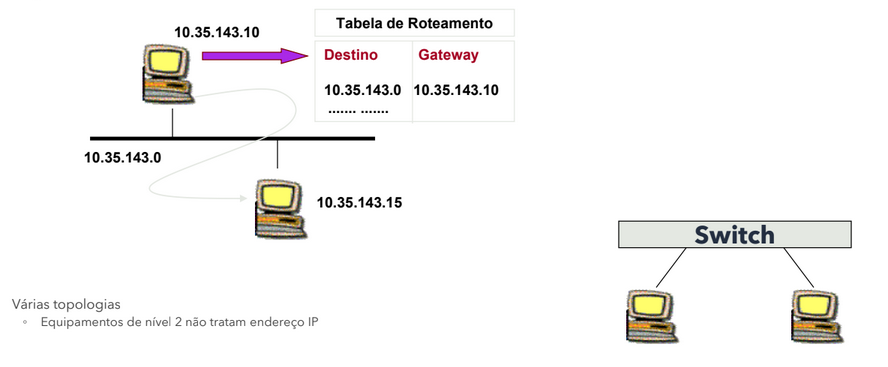 10.35.143.10
Tabela de Roteamento
Destino Gateway
10.35.143.0 10.35.143.10
....... .......
10.35.143.0
10.35.143.15
Switch
Várias topologias
◦ Equipamentos de nível 2 não tratam endereço IP